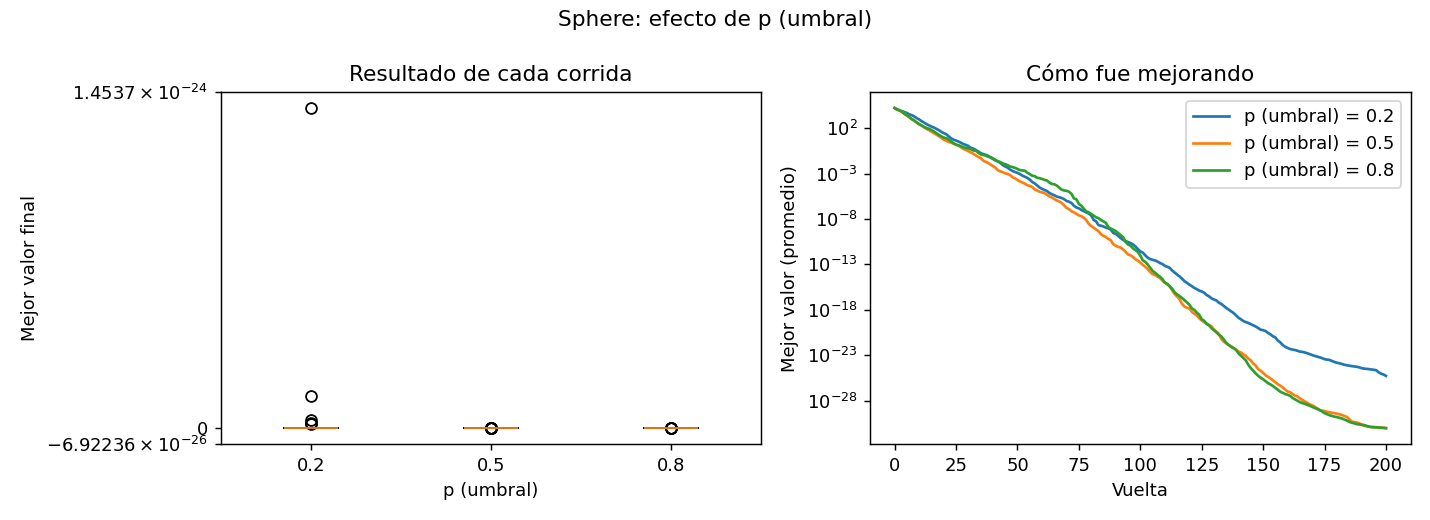 Sphere: efecto de p (umbral)
Resultado de cada corrida
Mejor valor final
1.4537 × 10⁻²⁴
0
−6.92236 × 10⁻²⁶
0.2 0.5 0.8
p (umbral)
Cómo fue mejorando
Mejor valor (promedio)
10²
10⁻³
10⁻⁸
10⁻¹³
10⁻¹⁸
10⁻²³
10⁻²⁸
p (umbral) = 0.2
p (umbral) = 0.5
p (umbral) = 0.8
0 25 50 75 100 125 150 175 200
Vuelta